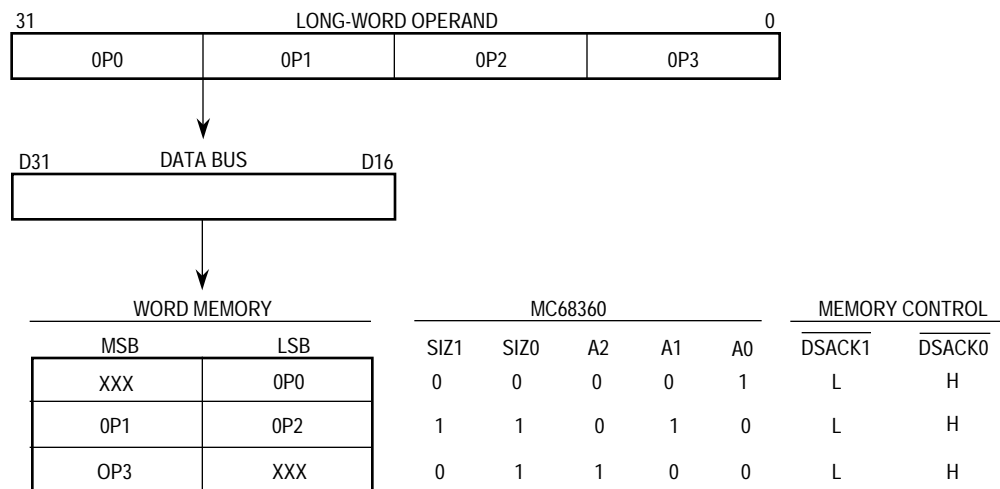 31 LONG-WORD OPERAND 0
0P0 0P1 0P2 0P3
D31 DATA BUS D16
WORD MEMORY MC68360 MEMORY CONTROL
MSB LSB SIZ1 SIZ0 A2 A1 A0 DSACK1 DSACK0
XXX 0P0 0 0 0 0 1 L H
0P1 0P2 1 1 0 1 0 L H
OP3 XXX 0 1 1 0 0 L H